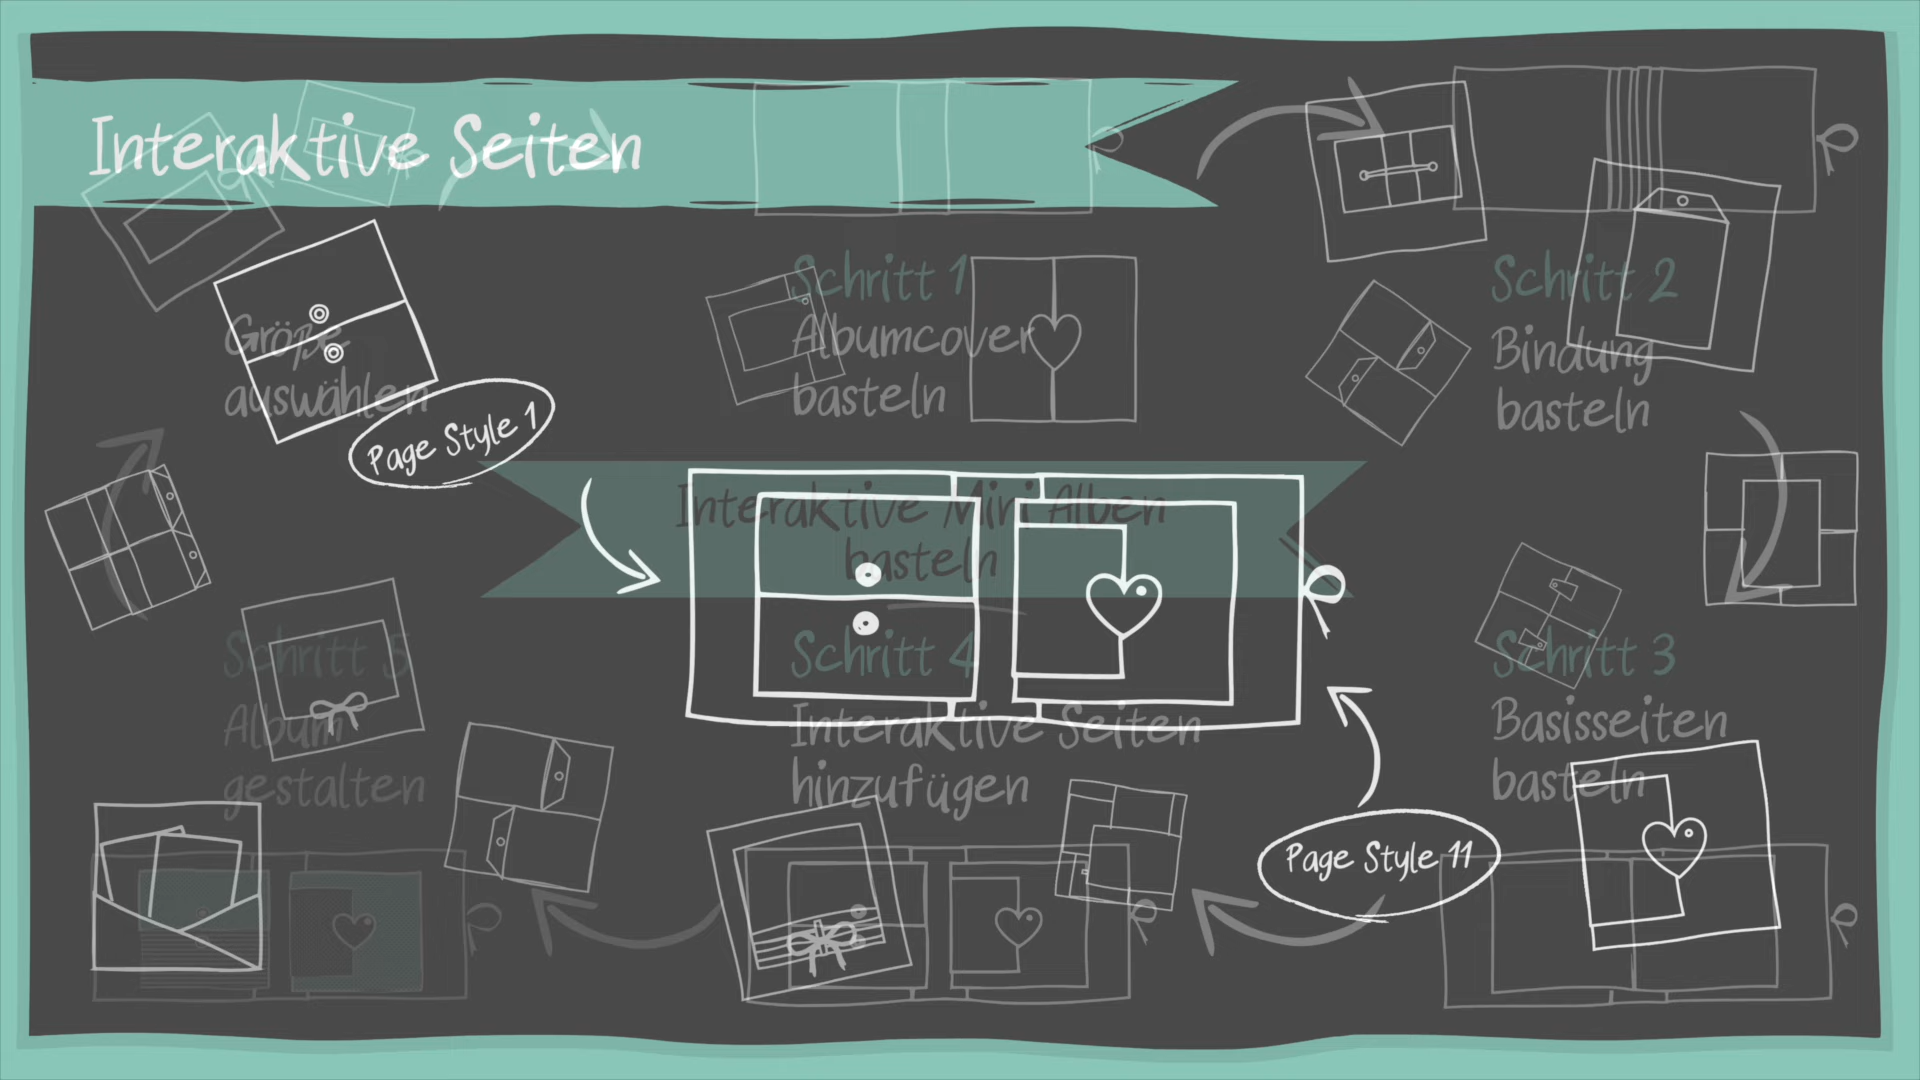 Interaktive Seiten
Größe
auswählen
Schritt 1
Albumcover
basteln
Schritt 2
Bindung
basteln
Page Style 1
Interaktive Mini Alben
basteln
Schritt 5
Album
gestalten
Schritt 4
Interaktive Seiten
hinzufügen
Schritt 3
Basisseiten
basteln
Page Style 11